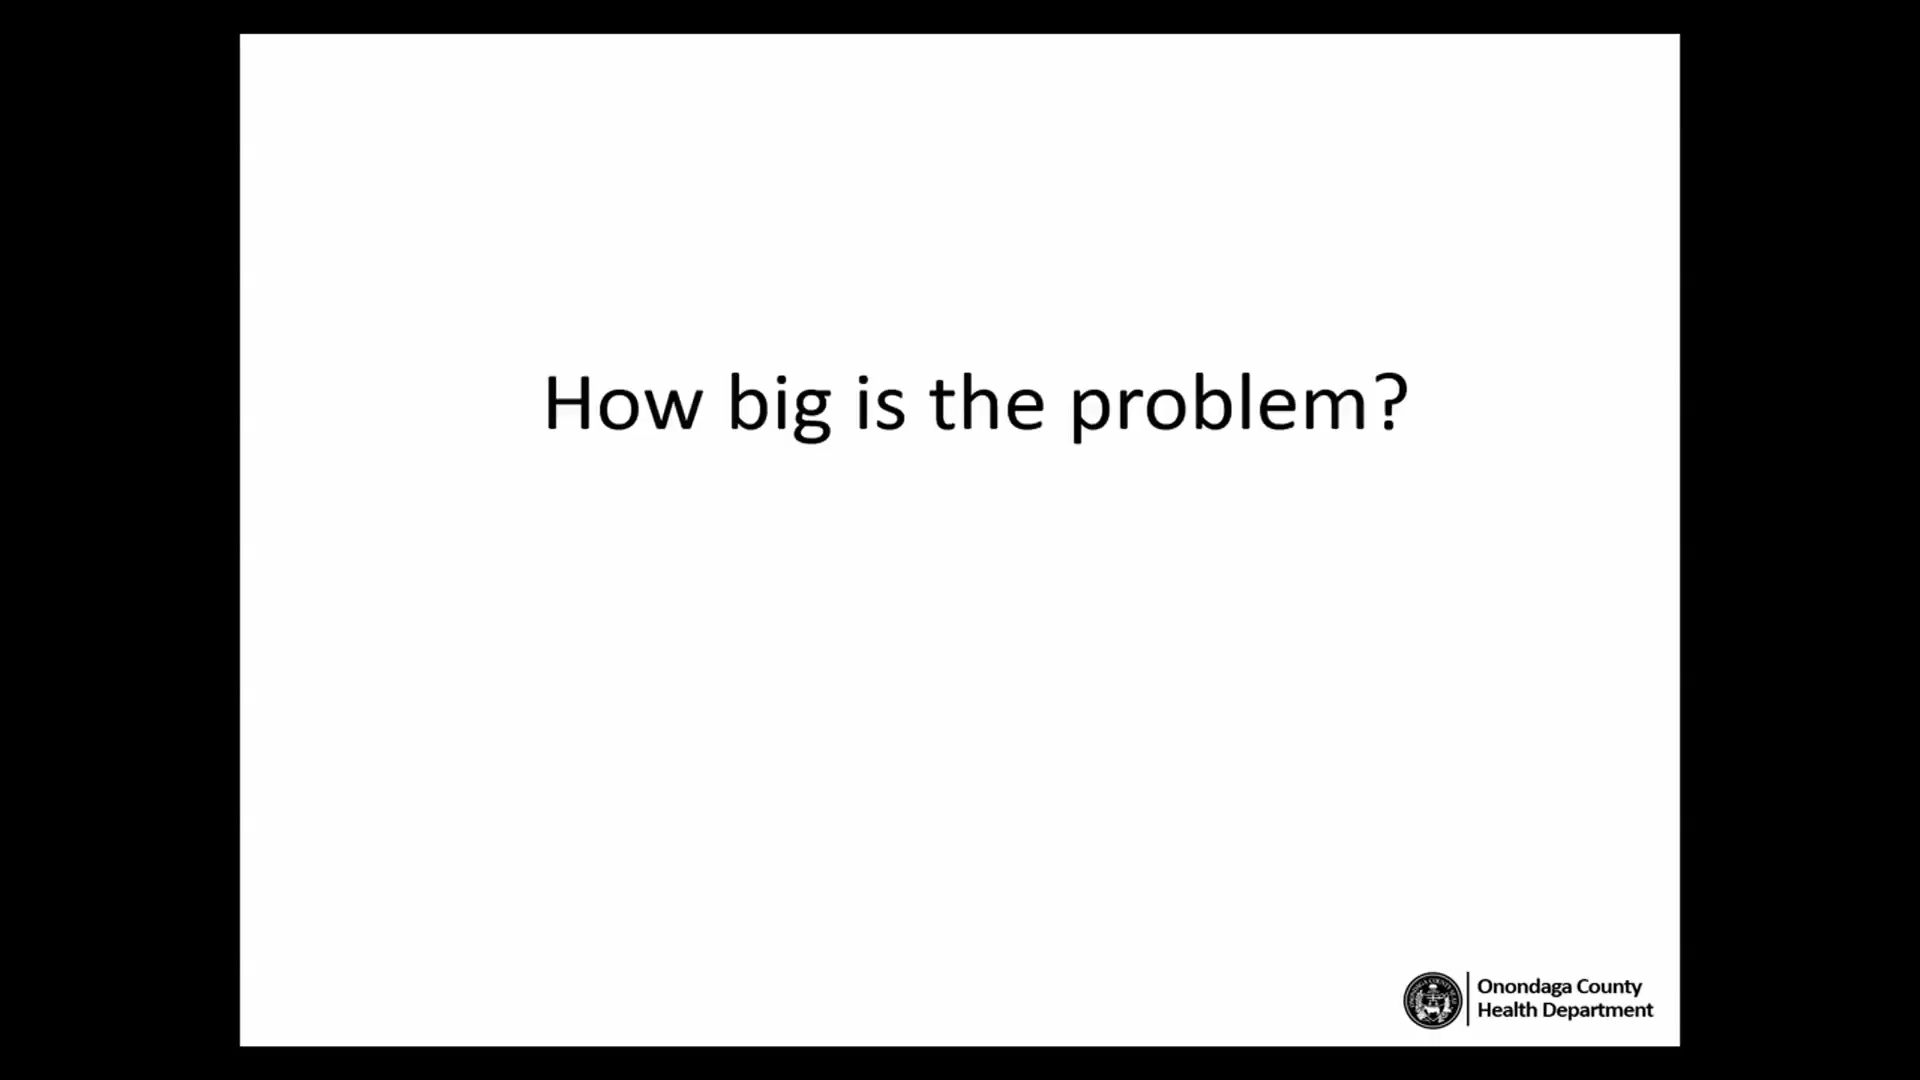 How big is the problem?
Onondaga County
Health Department